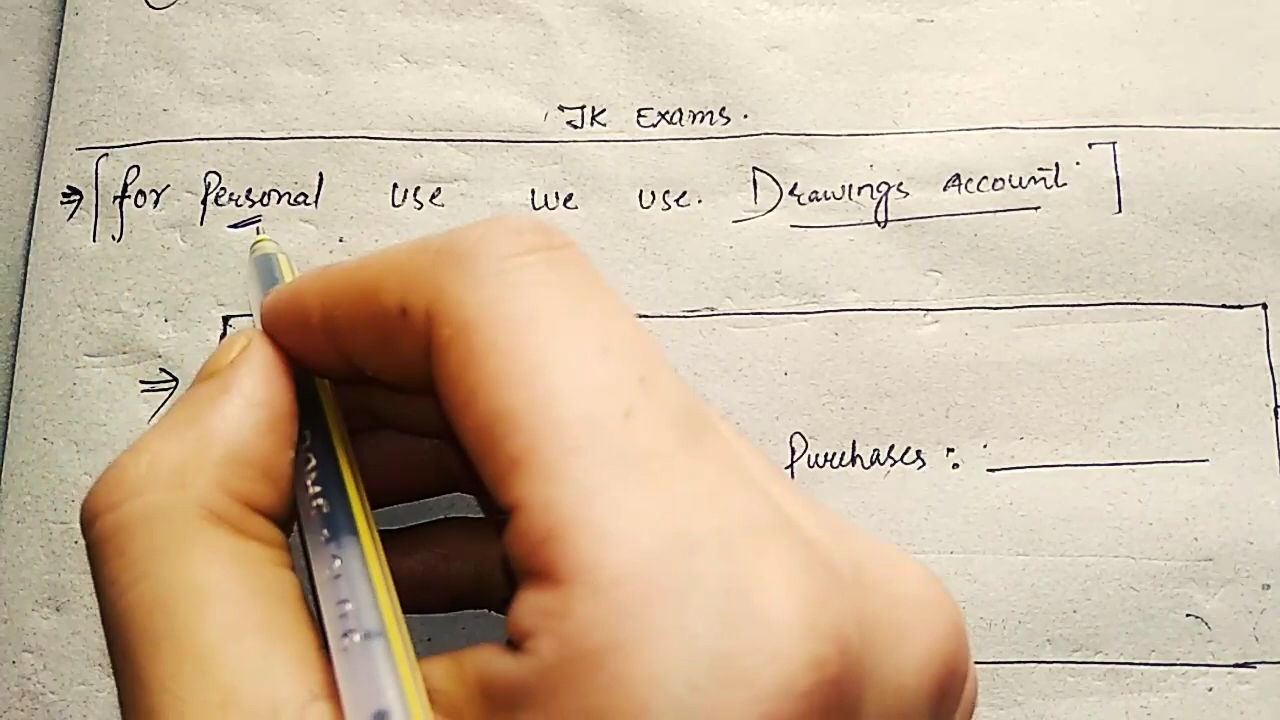 JK Exams.
⇒ [for Personal use we use. Drawings Account]
⇒
Purchases :